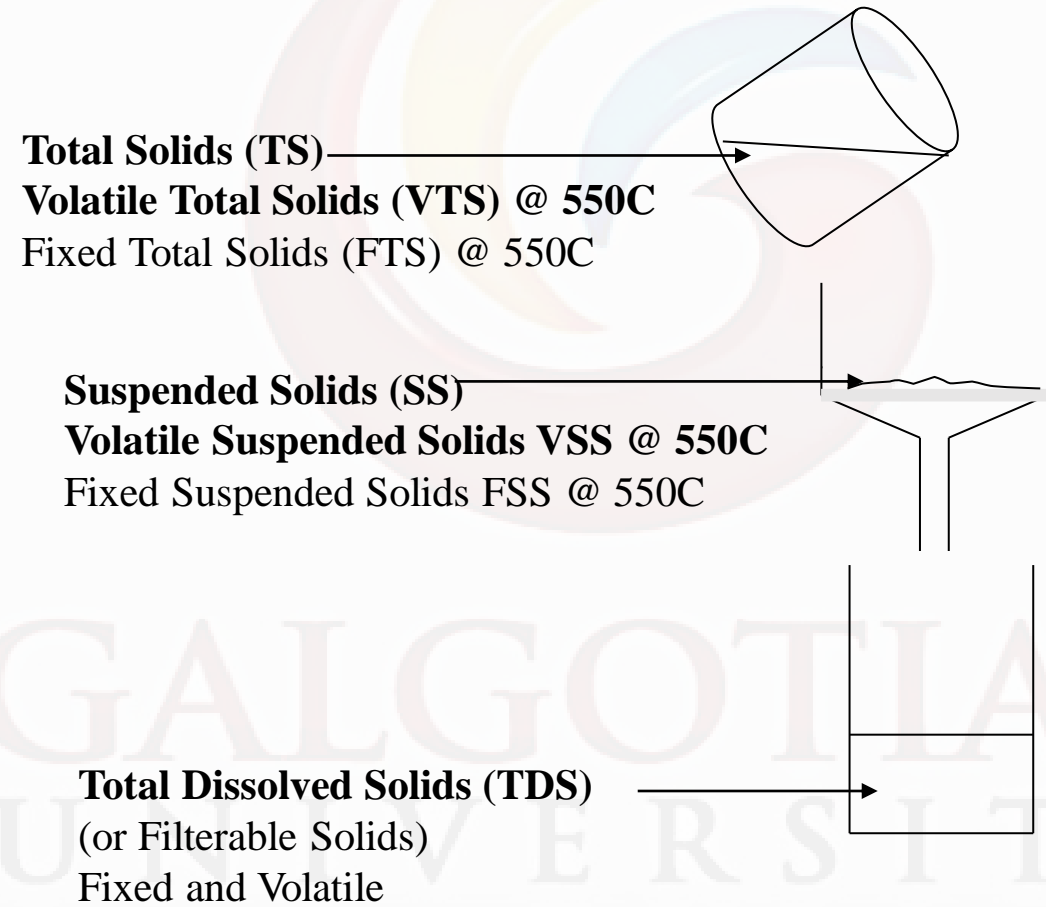 Total Solids (TS)
Volatile Total Solids (VTS) @ 550C
Fixed Total Solids (FTS) @ 550C
Suspended Solids (SS)
Volatile Suspended Solids VSS @ 550C
Fixed Suspended Solids FSS @ 550C
GALGOTIA
Total Dissolved Solids (TDS)
(or Filterable Solids)
UNIVERSIT
Fixed and Volatile